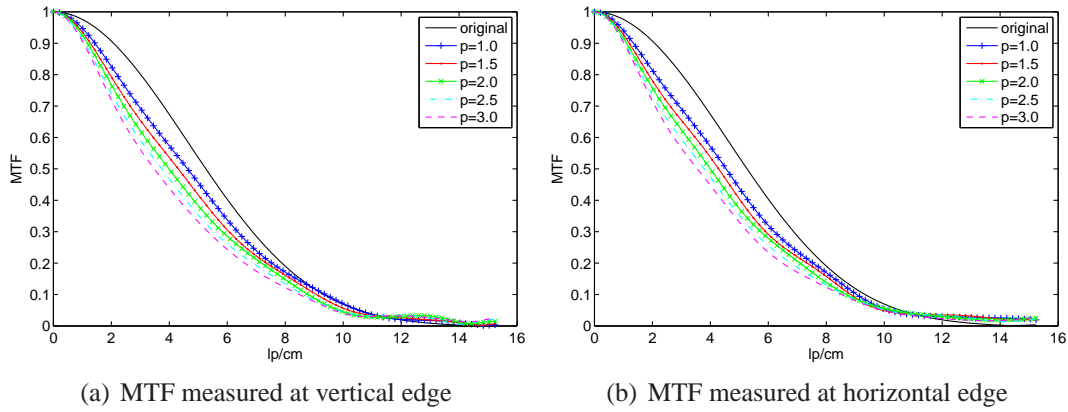 1
0.9
0.8
0.7
0.6
0.5
0.4
0.3
0.2
0.1
0
MTF
0 2 4 6 8 10 12 14 16
lp/cm
original
p=1.0
p=1.5
p=2.0
p=2.5
p=3.0
(a) MTF measured at vertical edge
1
0.9
0.8
0.7
0.6
0.5
0.4
0.3
0.2
0.1
0
MTF
0 2 4 6 8 10 12 14 16
lp/cm
original
p=1.0
p=1.5
p=2.0
p=2.5
p=3.0
(b) MTF measured at horizontal edge